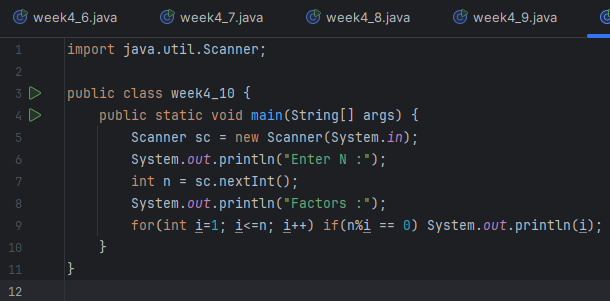 week4_6.java week4_7.java week4_8.java week4_9.java
1 import java.util.Scanner;
2
3 public class week4_10 {
4 public static void main(String[] args) {
5 Scanner sc = new Scanner(System.in);
6 System.out.println("Enter N :");
7 int n = sc.nextInt();
8 System.out.println("Factors :");
9 for(int i=1; i<=n; i++) if(n%i == 0) System.out.println(i);
10 }
11 }
12